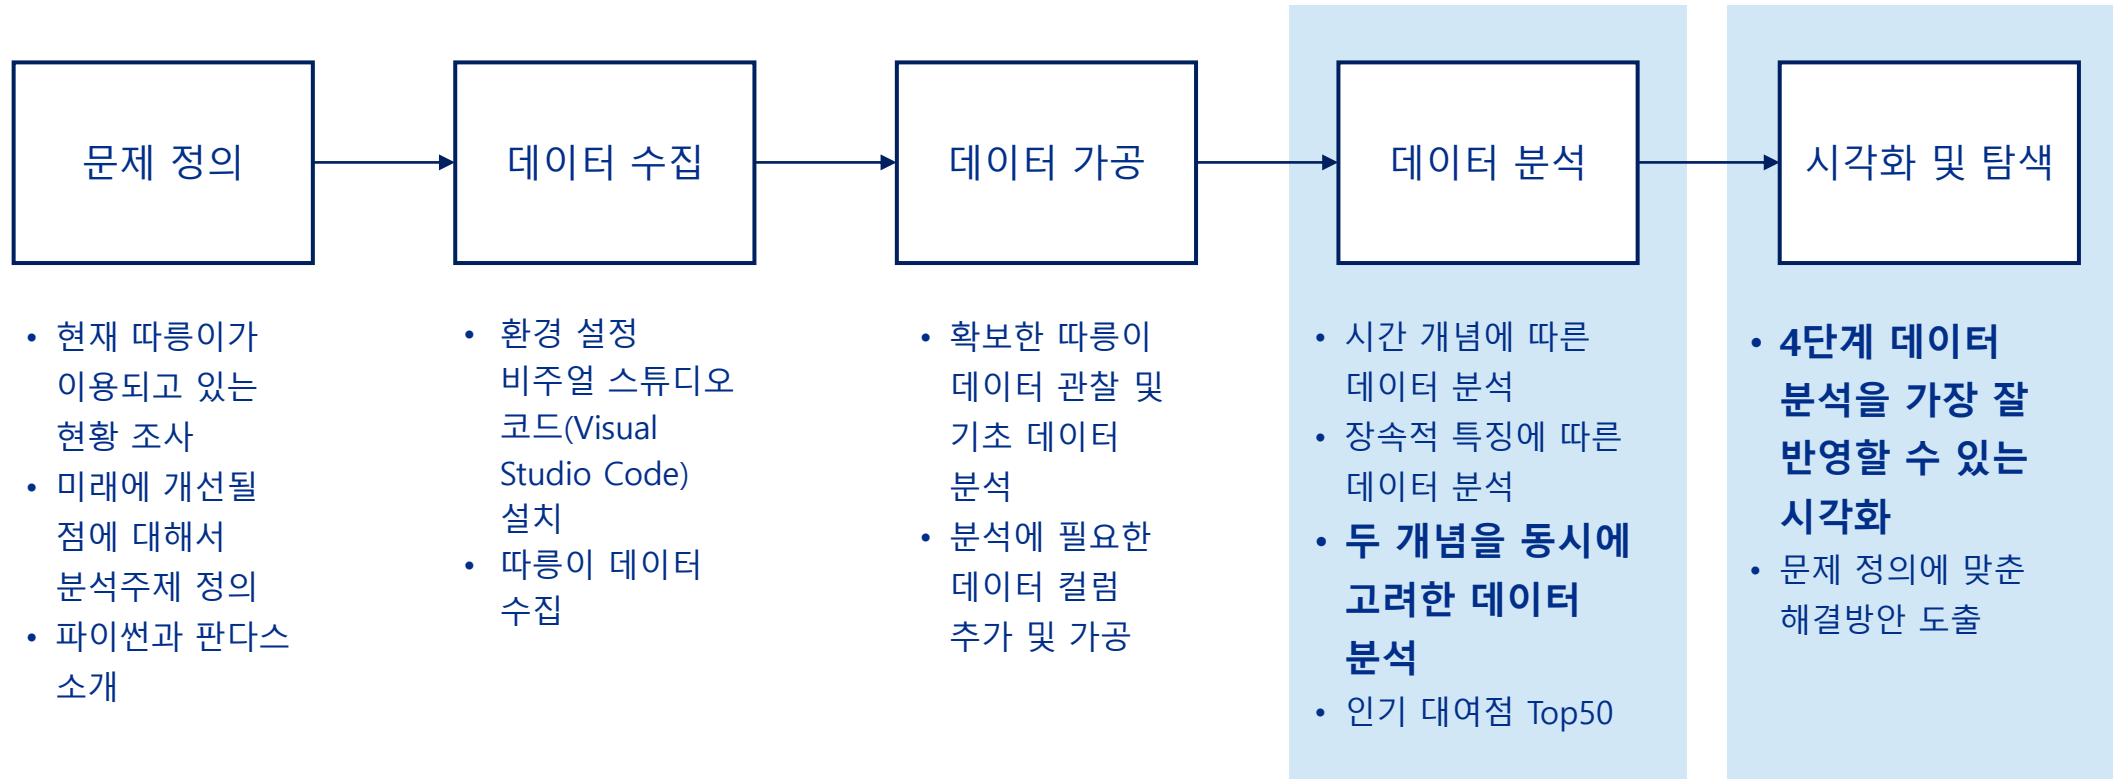 문제 정의
데이터 수집
데이터 가공
데이터 분석
시각화 및 탐색
• 현재 따릉이가
이용되고 있는
현황 조사
• 미래에 개선될
점에 대해서
분석주제 정의
• 파이썬과 판다스
소개
• 환경 설정
비주얼 스튜디오
코드(Visual
Studio Code)
설치
• 따릉이 데이터
수집
• 확보한 따릉이
데이터 관찰 및
기초 데이터
분석
• 분석에 필요한
데이터 컬럼
추가 및 가공
• 시간 개념에 따른
데이터 분석
• 장속적 특징에 따른
데이터 분석
• 두 개념을 동시에
고려한 데이터
분석
• 인기 대여점 Top50
• 4단계 데이터
분석을 가장 잘
반영할 수 있는
시각화
• 문제 정의에 맞춘
해결방안 도출